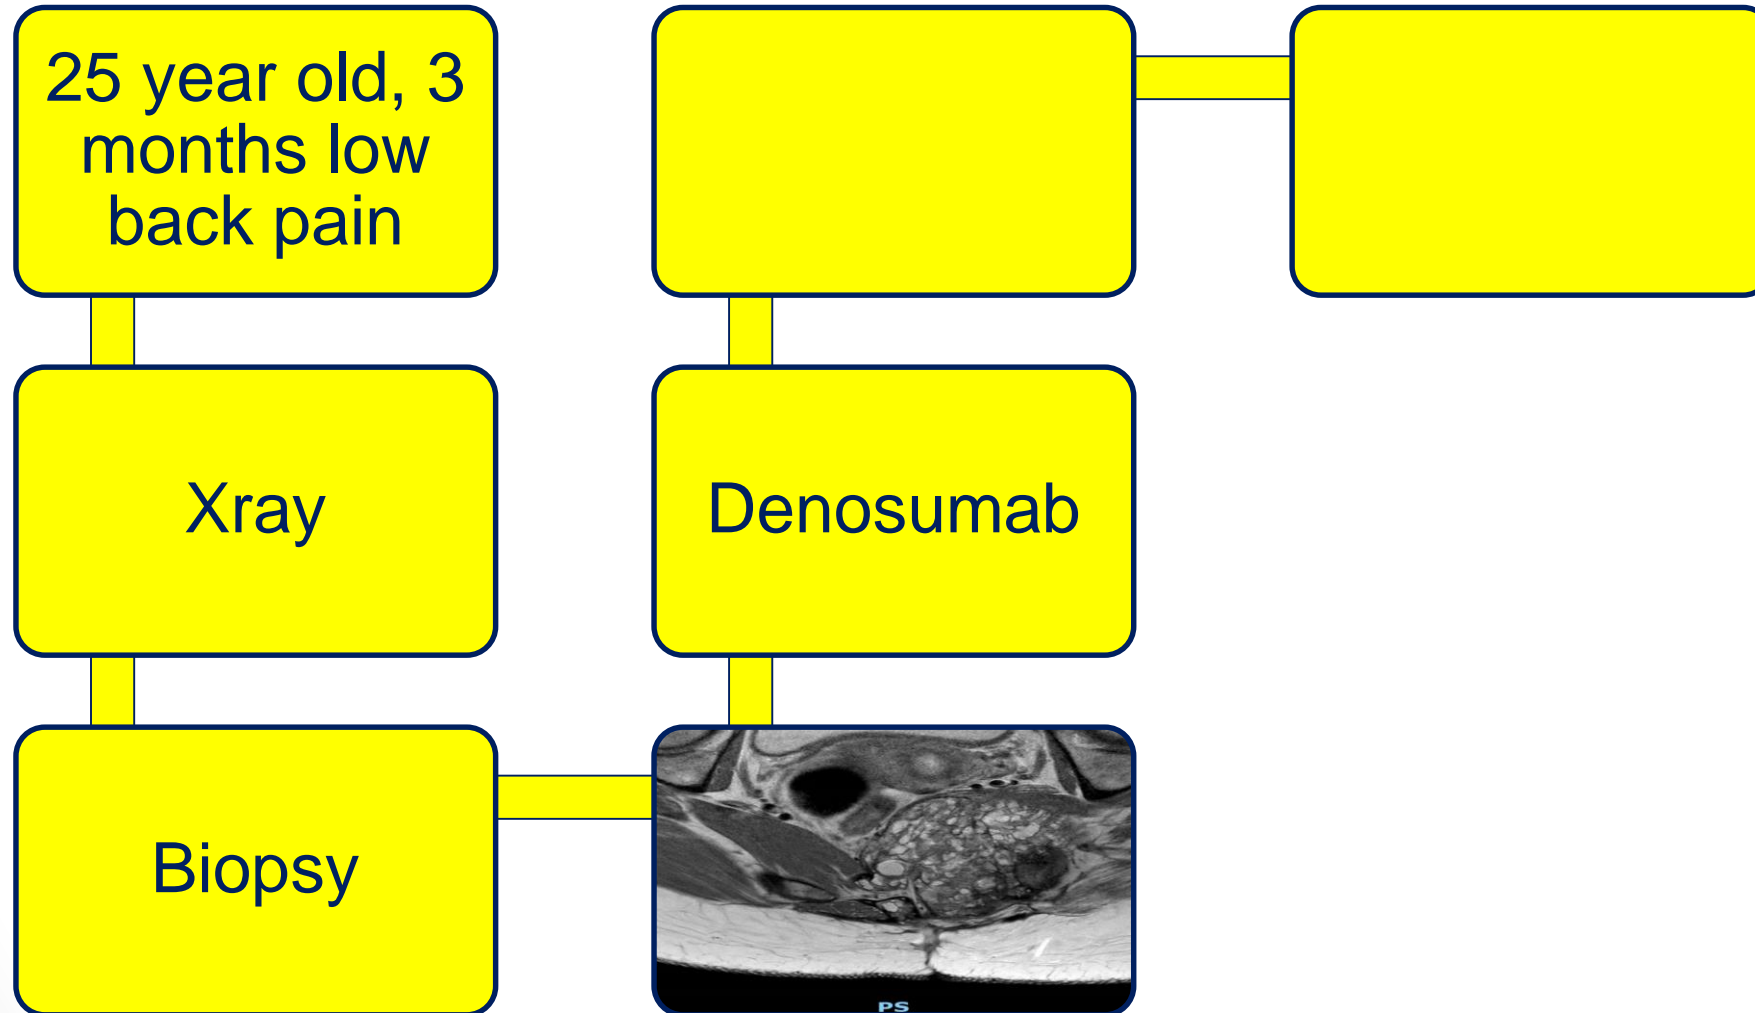 25 year old, 3
months low
back pain
Xray
Biopsy
PS
Denosumab